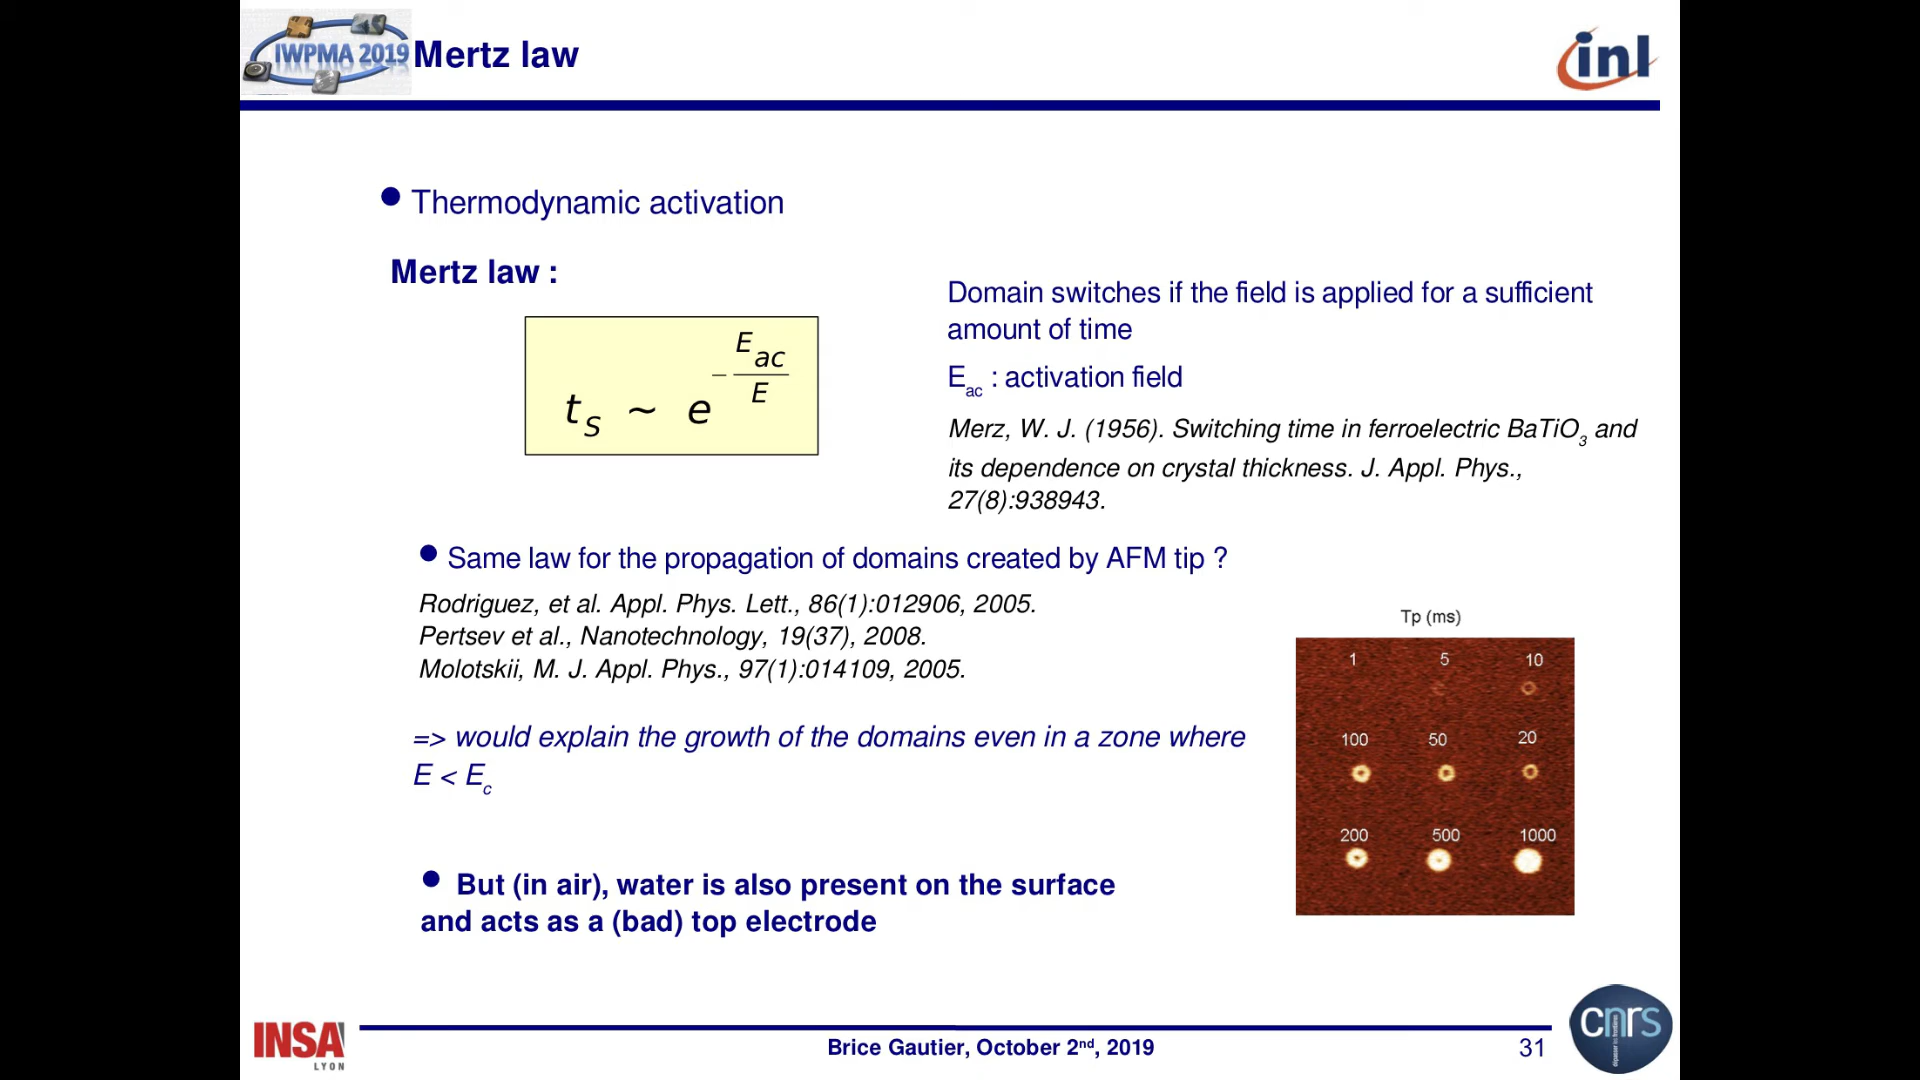 IWPMA 2019
Mertz law
inl
Thermodynamic activation
Mertz law :
t_S ~ e^{-E_ac/E}
Domain switches if the field is applied for a sufficient
amount of time
E_ac : activation field
Merz, W. J. (1956). Switching time in ferroelectric BaTiO_3 and
its dependence on crystal thickness. J. Appl. Phys.,
27(8):938943.
Same law for the propagation of domains created by AFM tip ?
Rodriguez, et al. Appl. Phys. Lett., 86(1):012906, 2005.
Pertsev et al., Nanotechnology, 19(37), 2008.
Molotskii, M. J. Appl. Phys., 97(1):014109, 2005.
=> would explain the growth of the domains even in a zone where
E < E_c
Tp (ms)
1 5 10
100 50 20
200 500 1000
But (in air), water is also present on the surface
and acts as a (bad) top electrode
INSA
LYON
Brice Gautier, October 2nd, 2019
31
cnrs